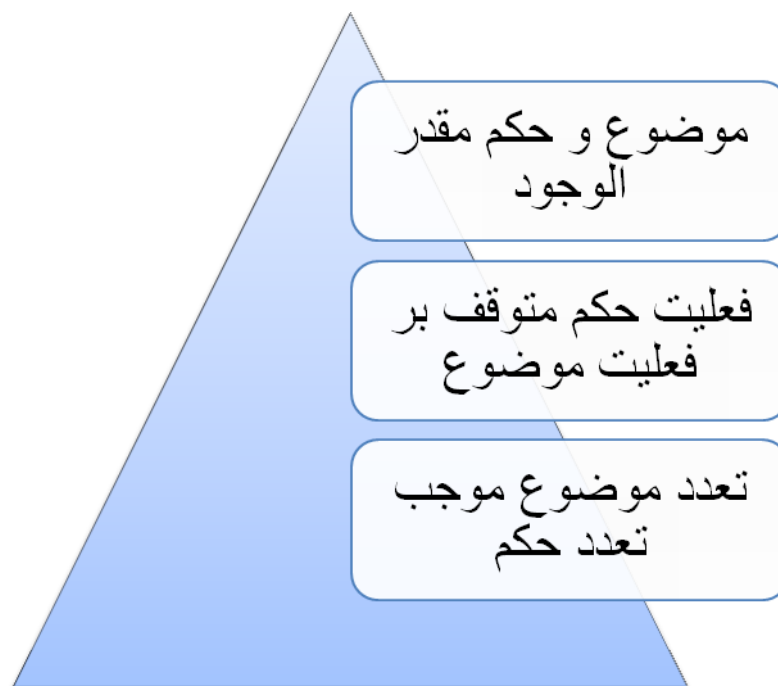 موضوع و حکم مقدر
الوجود
فعلیت حکم متوقف بر
فعلیت موضوع
تعدد موضوع موجب
تعدد حکم